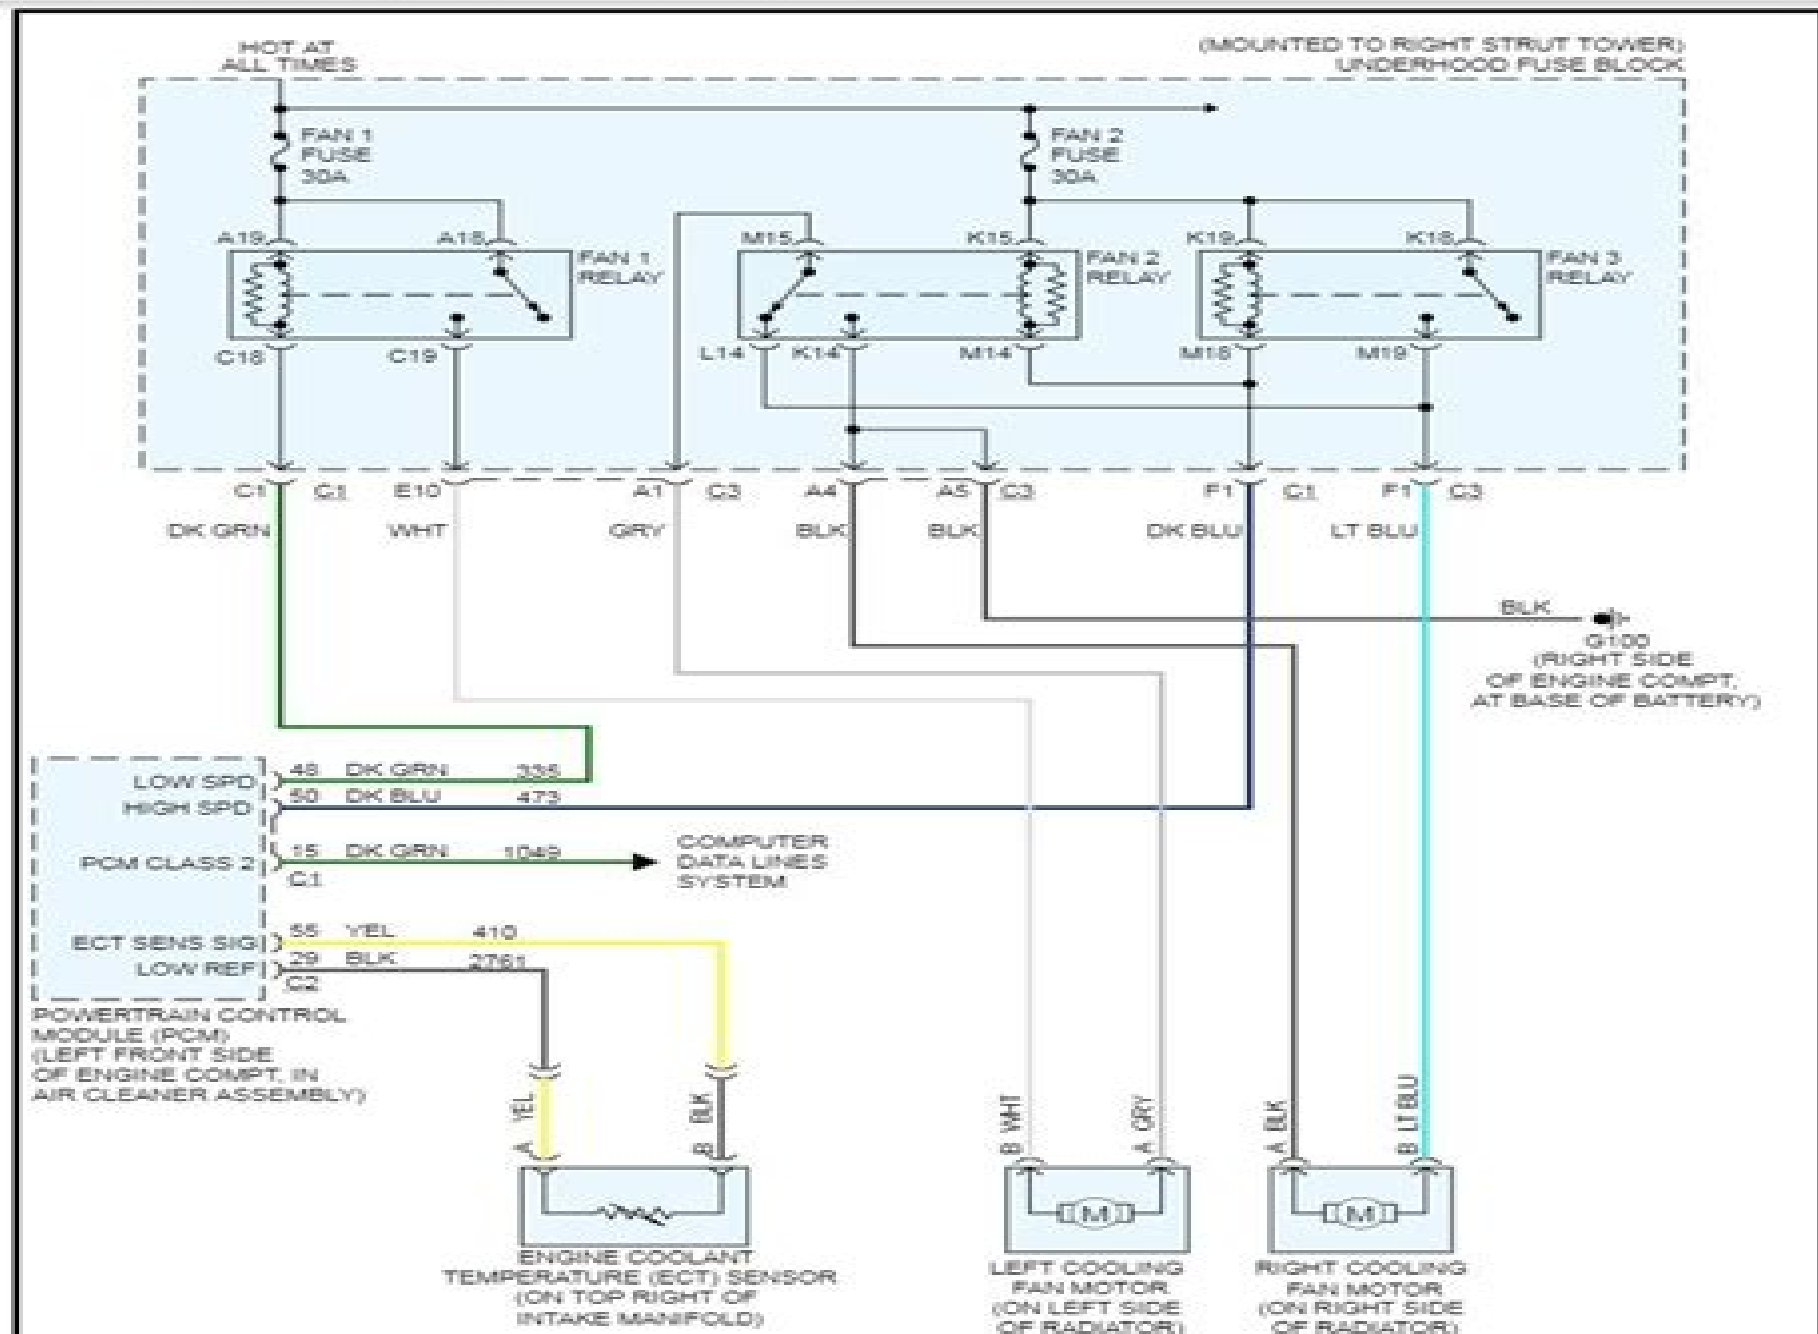 HOT AT
ALL TIMES
(MOUNTED TO RIGHT STRUT TOWER)
UNDERHOOD FUSE BLOCK
FAN 1
FUSE
30A
FAN 2
FUSE
30A
A19
A18
FAN 1
RELAY
M15
K15
FAN 2
RELAY
K19
K18
FAN 3
RELAY
C18
C19
L14
K14
M14
M18
M19
C1
C1
E10
A1
C3
A4
A5
C3
F1
C1
F1
C3
DK GRN
WHT
GRY
BLK
BLK
DK BLU
LT BLU
BLK
G100
(RIGHT SIDE
OF ENGINE COMPT,
AT BASE OF BATTERY)
LOW SPD
48 DK GRN 335
HIGH SPD
50 DK BLU 473
PCM CLASS 2
15 DK GRN 1049
C1
COMPUTER
DATA LINES
SYSTEM
ECT SENS SIG
55 YEL 410
LOW REF
29 BLK 2761
C2
POWERTRAIN CONTROL
MODULE (PCM)
(LEFT FRONT SIDE
OF ENGINE COMPT, IN
AIR CLEANER ASSEMBLY)
A YEL
B BLK
B WHT
A GRY
A BLK
B LT BLU
M
M
ENGINE COOLANT
TEMPERATURE (ECT) SENSOR
(ON TOP RIGHT OF
INTAKE MANIFOLD)
LEFT COOLING
FAN MOTOR
(ON LEFT SIDE
OF RADIATOR)
RIGHT COOLING
FAN MOTOR
(ON RIGHT SIDE
OF RADIATOR)